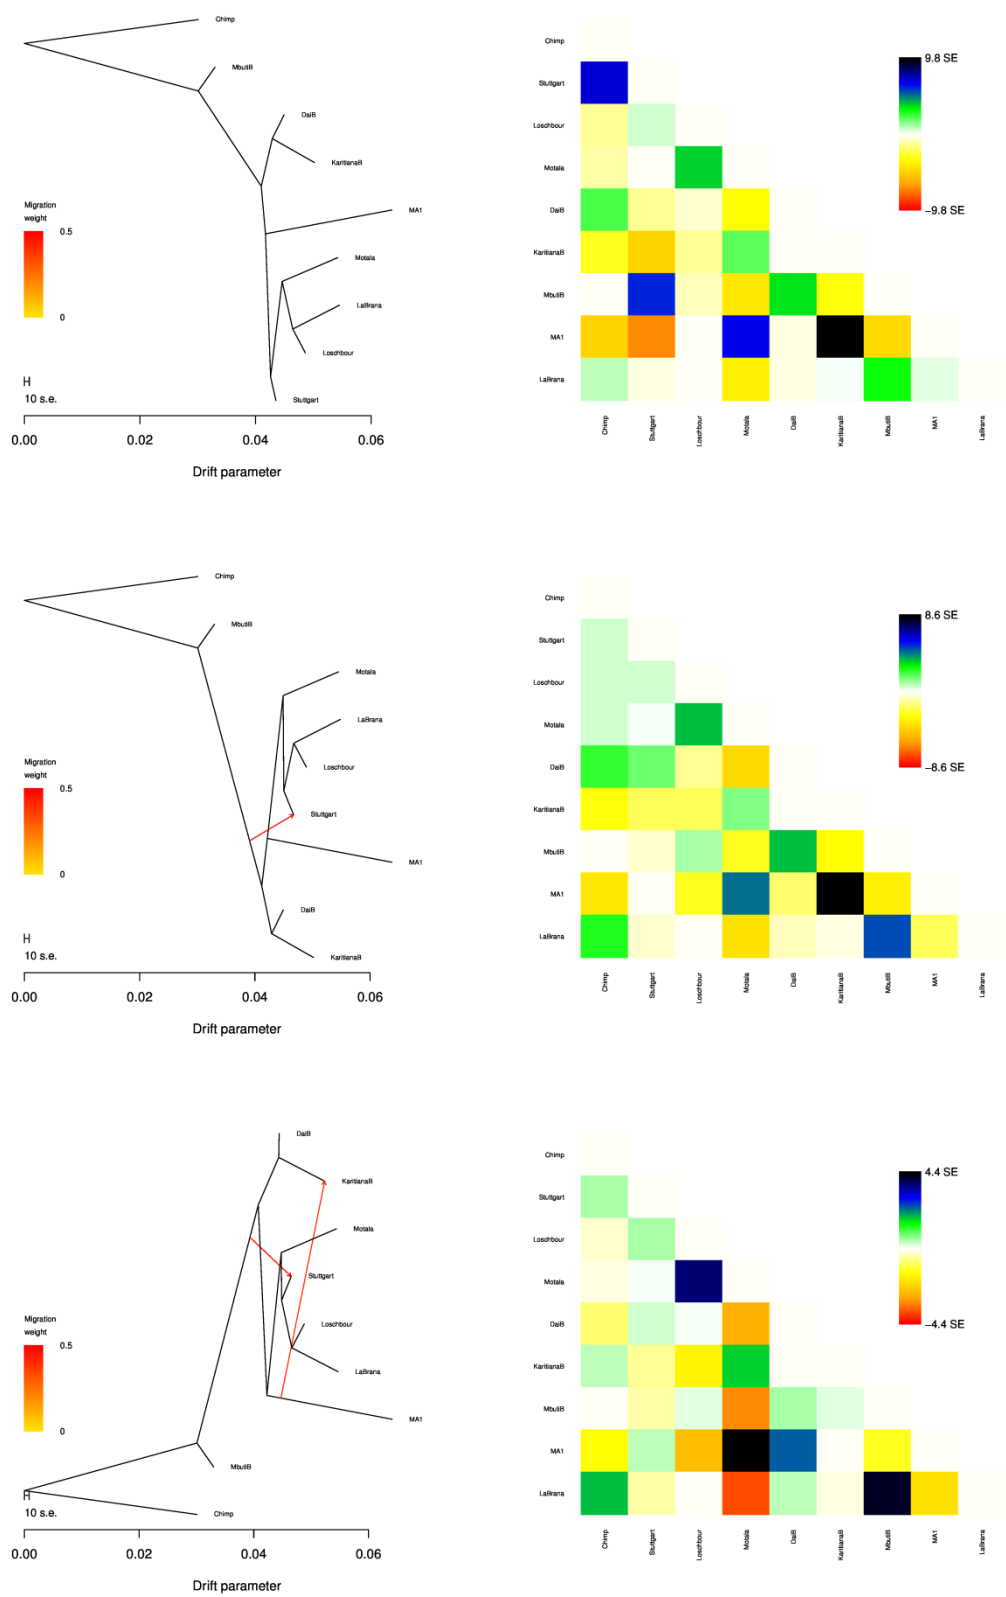 Chimp
MbutiB
DaiB
KaritianaB
MA1
Motala
LaBrana
Loschbour
Stuttgart
Migration
weight
0.5
0
10 s.e.
0.00 0.02 0.04 0.06
Drift parameter
Chimp
Stuttgart
Loschbour
Motala
DaiB
KaritianaB
MbutiB
MA1
LaBrana
Chimp Stuttgart Loschbour Motala DaiB KaritianaB MbutiB MA1 LaBrana
9.8 SE
−9.8 SE
Chimp
MbutiB
Motala
LaBrana
Loschbour
Stuttgart
MA1
DaiB
KaritianaB
Migration
weight
0.5
0
10 s.e.
0.00 0.02 0.04 0.06
Drift parameter
Chimp
Stuttgart
Loschbour
Motala
DaiB
KaritianaB
MbutiB
MA1
LaBrana
Chimp Stuttgart Loschbour Motala DaiB KaritianaB MbutiB MA1 LaBrana
8.6 SE
−8.6 SE
DaiB
KaritianaB
Motala
Stuttgart
Loschbour
LaBrana
MA1
MbutiB
Chimp
Migration
weight
0.5
0
10 s.e.
0.00 0.02 0.04 0.06
Drift parameter
Chimp
Stuttgart
Loschbour
Motala
DaiB
KaritianaB
MbutiB
MA1
LaBrana
Chimp Stuttgart Loschbour Motala DaiB KaritianaB MbutiB MA1 LaBrana
4.4 SE
−4.4 SE